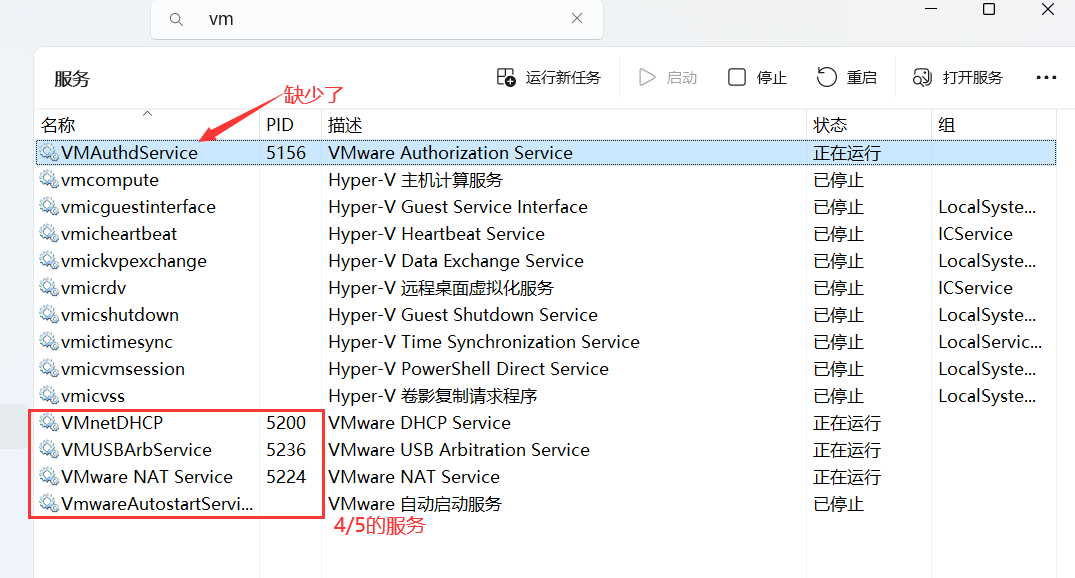 vm
服务 运行新任务 启动 停止 重启 打开服务
缺少了
名称 PID 描述 状态 组
VMAuthdService 5156 VMware Authorization Service 正在运行
vmcompute Hyper-V 主机计算服务 已停止
vmicguestinterface Hyper-V Guest Service Interface 已停止 LocalSyste...
vmicheartbeat Hyper-V Heartbeat Service 已停止 ICService
vmickvpexchange Hyper-V Data Exchange Service 已停止 LocalSyste...
vmicrdv Hyper-V 远程桌面虚拟化服务 已停止 ICService
vmicshutdown Hyper-V Guest Shutdown Service 已停止 LocalSyste...
vmictimesync Hyper-V Time Synchronization Service 已停止 LocalServic...
vmicvmsession Hyper-V PowerShell Direct Service 已停止 LocalSyste...
vmicvss Hyper-V 卷影复制请求程序 已停止 LocalSyste...
VMnetDHCP 5200 VMware DHCP Service 正在运行
VMUSBArbService 5236 VMware USB Arbitration Service 正在运行
VMware NAT Service 5224 VMware NAT Service 正在运行
VmwareAutostartServi... VMware 自动启动服务 已停止
4/5的服务